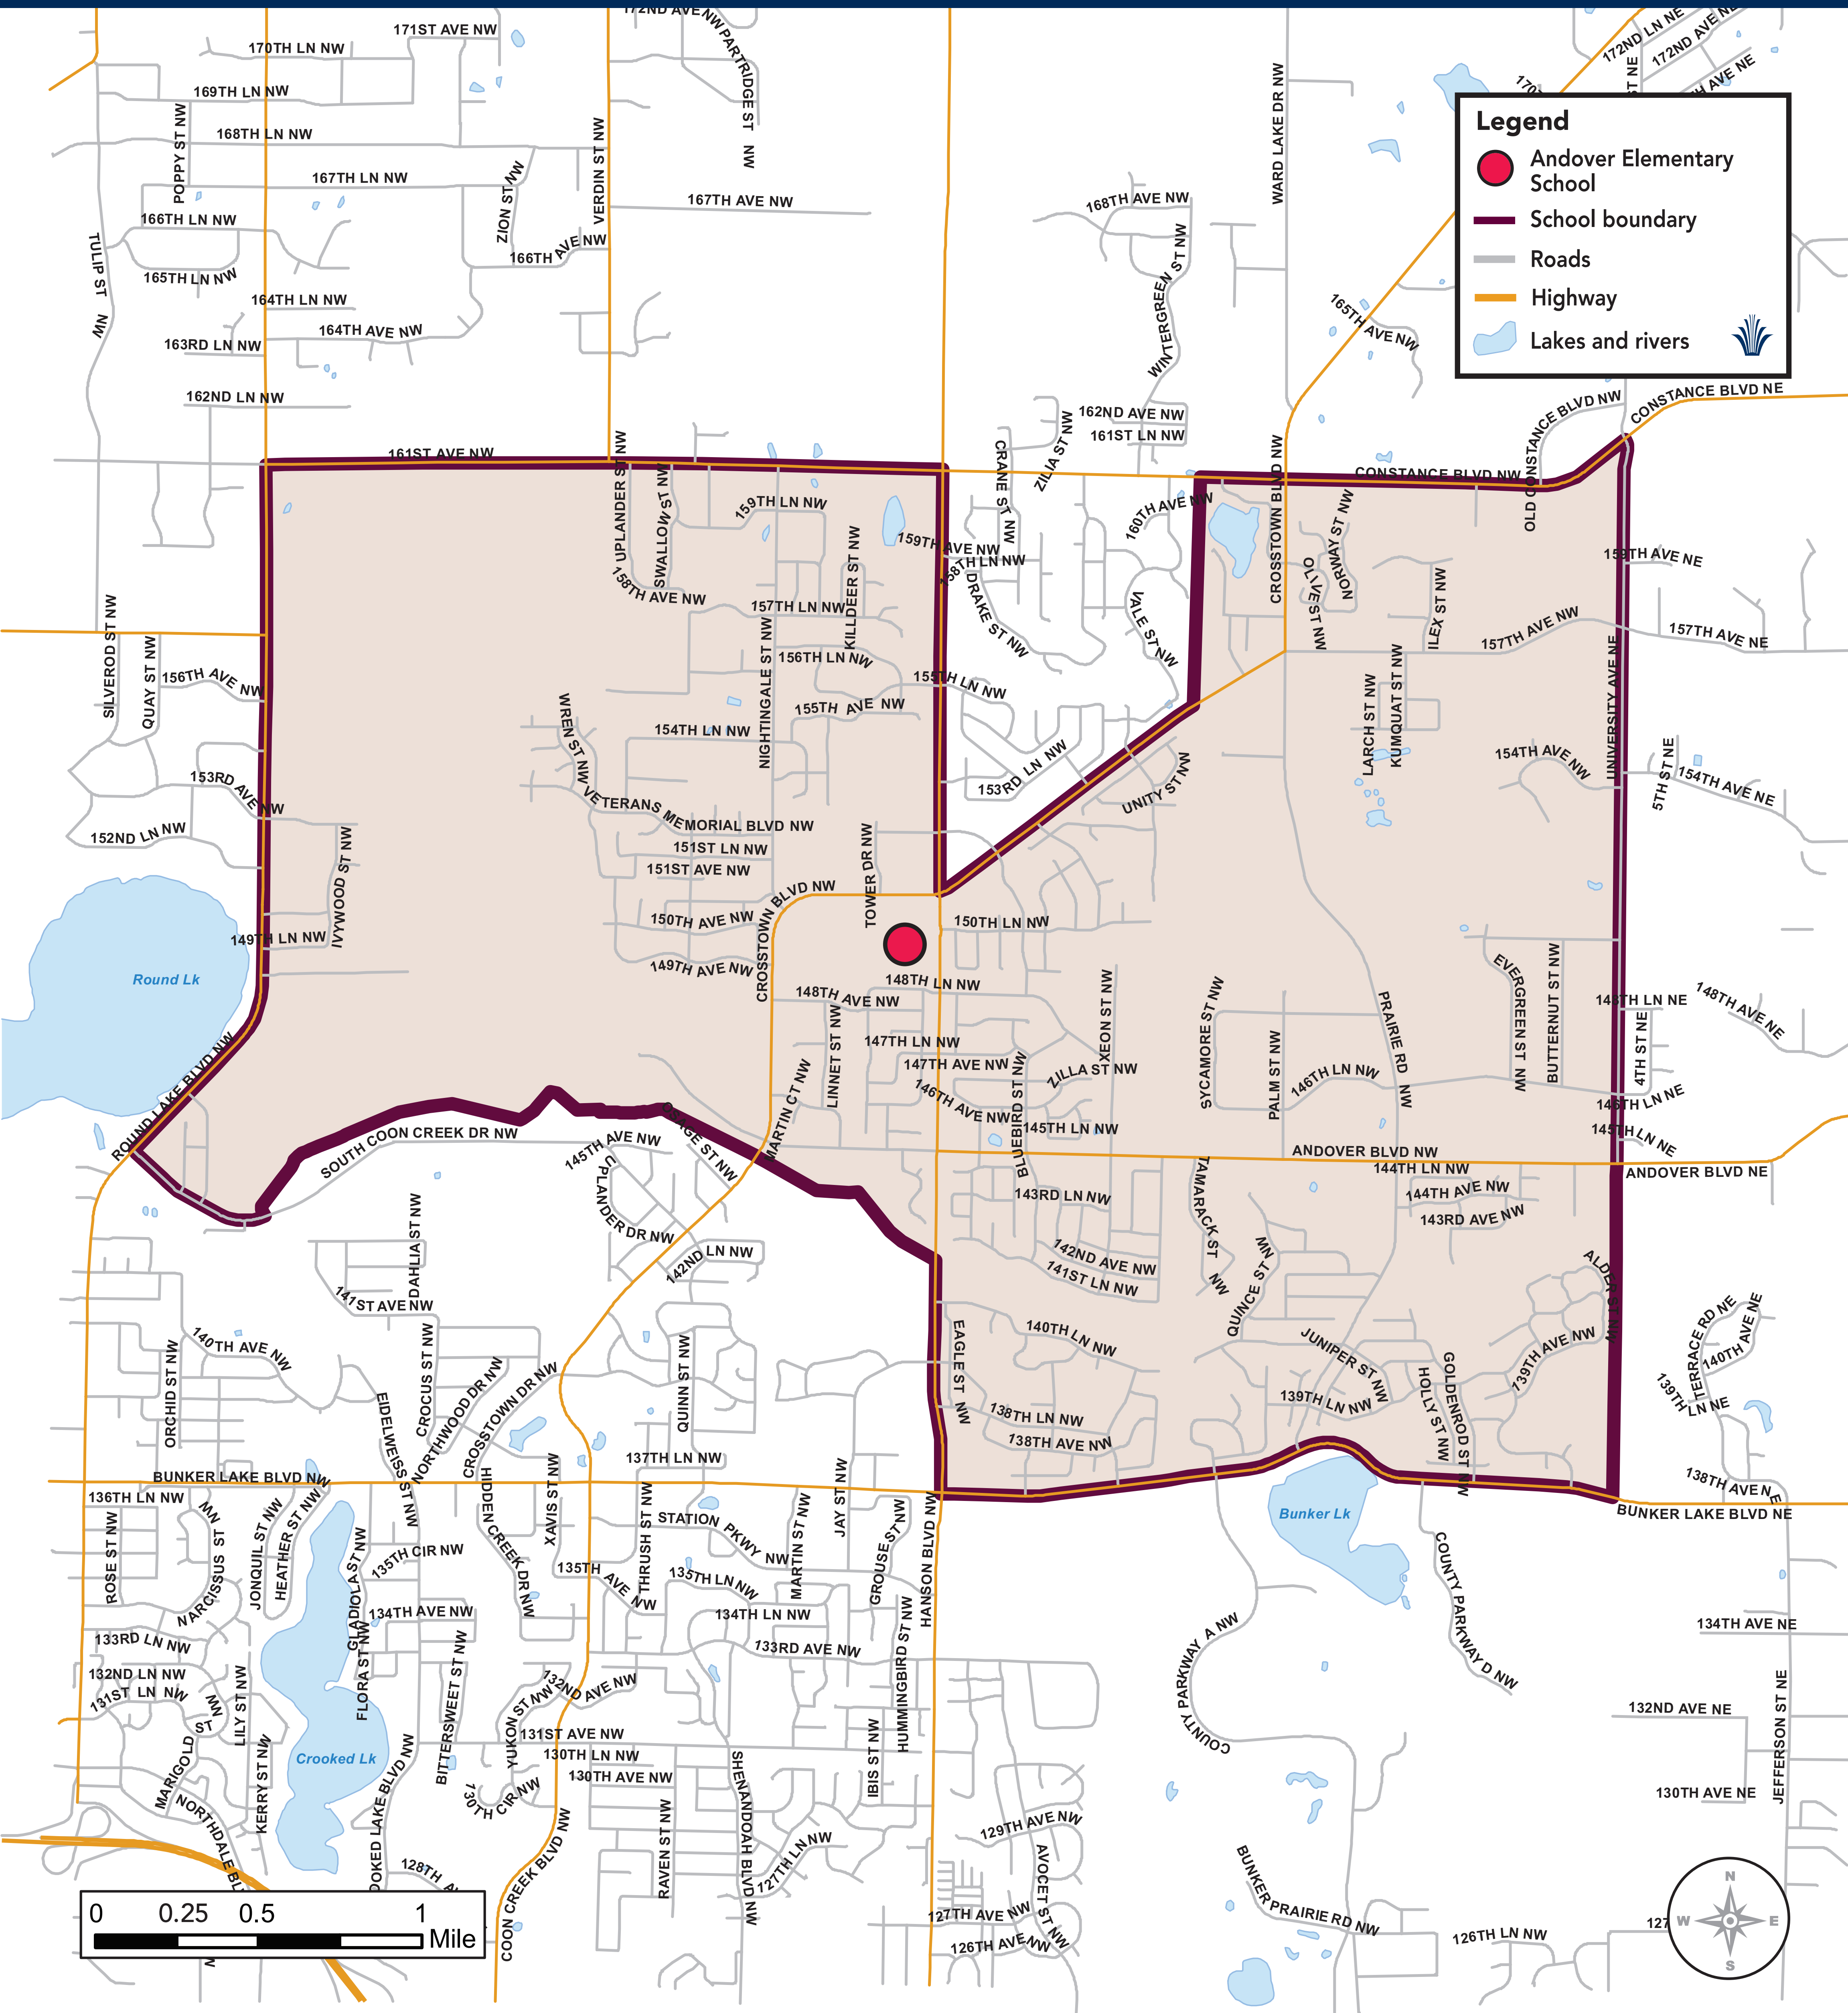 172ND AVE NW
171ST AVE NW
170TH LN NW
PARTRIDGE ST NW
172ND LN NE
172ND AVE NE
169TH LN NW
POPPY ST NW
168TH LN NW
VERDIN ST NW
WARD LAKE DR NW
Legend
Andover Elementary
School
School boundary
Roads
Highway
Lakes and rivers
167TH LN NW
ZION ST NW
167TH AVE NW
168TH AVE NW
166TH LN NW
166TH AVE NW
TULIP ST NW
165TH LN NW
WINTERGREEN ST NW
164TH LN NW
164TH AVE NW
165TH AVE NW
163RD LN NW
162ND LN NW
162ND AVE NW
161ST LN NW
ZILIA ST NW
CRANE ST NW
OLD CONSTANCE BLVD NW
CONSTANCE BLVD NE
161ST AVE NW
CONSTANCE BLVD NW
UPLANDER ST NW
SWALLOW ST NW
159TH LN NW
160TH AVE NW
CROSSTOWN BLVD NW
NORWAY ST NW
OLIVE ST NW
159TH AVE NW
158TH LN NW
159TH AVE NE
KILLDEER ST NW
158TH AVE NW
157TH LN NW
DRAKE ST NW
VALE ST NW
ILEX ST NW
157TH AVE NW
157TH AVE NE
SILVEROD ST NW
QUAY ST NW
156TH AVE NW
156TH LN NW
NIGHTINGALE ST NW
155TH LN NW
155TH AVE NW
WREN ST NW
154TH LN NW
LARCH ST NW
KUMQUAT ST NW
154TH AVE NW
UNIVERSITY AVE NE
5TH ST NE
154TH AVE NE
153RD AVE NW
153RD LN NW
UNITY ST NW
VETERANS MEMORIAL BLVD NW
152ND LN NW
151ST LN NW
151ST AVE NW
TOWER DR NW
IVYWOOD ST NW
CROSSTOWN BLVD NW
150TH AVE NW
150TH LN NW
149TH LN NW
149TH AVE NW
Round Lk
148TH LN NW
148TH AVE NW
LINNET ST NW
147TH LN NW
147TH AVE NW
146TH AVE NW
XEON ST NW
ZILLA ST NW
SYCAMORE ST NW
PALM ST NW
146TH LN NW
PRAIRIE RD NW
EVERGREEN ST NW
BUTTERNUT ST NW
148TH LN NE
148TH AVE NE
4TH ST NE
146TH LN NE
145TH LN NE
ROUND LAKE BLVD NW
SOUTH COON CREEK DR NW
145TH AVE NW
OSAGE ST NW
MARTIN CT NW
BLUEBIRD ST NW
145TH LN NW
ANDOVER BLVD NW
ANDOVER BLVD NE
144TH LN NW
144TH AVE NW
143RD AVE NW
143RD LN NW
TAMARACK ST NW
UPLANDER DR NW
142ND LN NW
142ND AVE NW
141ST LN NW
QUINCE ST NW
DAHLIA ST NW
141ST AVE NW
140TH AVE NW
ORCHID ST NW
CROCUS ST NW
NORTHWOOD DR NW
CROSSTOWN DR NW
EIDELWEISS ST NW
QUINN ST NW
EAGLE ST NW
140TH LN NW
138TH LN NW
138TH AVE NW
JUNIPER ST NW
139TH LN NW
HOLLY ST NW
GOLDENROD ST NW
139TH AVE NW
ALDER ST NW
TERRACE RD NE
140TH AVE NE
139TH LN NE
138TH AVE NE
137TH LN NW
BUNKER LAKE BLVD NW
BUNKER LAKE BLVD NE
136TH LN NW
ROSE ST NW
NARCISSUS ST NW
JONQUIL ST NW
HEATHER ST NW
GLADIOLA ST NW
135TH CIR NW
HIDDEN CREEK DR NW
XAVIS ST NW
135TH AVE NW
THRUSH ST NW
STATION PKWY NW
135TH LN NW
MARTIN ST NW
JAY ST NW
GROUSE ST NW
HANSON BLVD NW
Bunker Lk
COUNTY PARKWAY D NW
COUNTY PARKWAY A NW
134TH AVE NW
134TH LN NW
133RD AVE NW
HUMMINGBIRD ST NW
134TH AVE NE
133RD LN NW
132ND LN NW
131ST LN NW
MARIGOLD ST NW
LILY ST NW
KERRY ST NW
FLORA ST NW
BITTERSWEET ST NW
YUKON ST NW
132ND AVE NW
131ST AVE NW
130TH LN NW
130TH AVE NW
130TH CIR NW
IBIS ST NW
132ND AVE NE
130TH AVE NE
JEFFERSON ST NE
Crooked Lk
SHENANDOAH BLVD NW
RAVEN ST NW
127TH LN NW
129TH AVE NW
AVOCET ST NW
127TH AVE NW
126TH AVE NW
BUNKER PRAIRIE RD NW
126TH LN NW
COON CREEK BLVD NW
0 0.25 0.5 1
Mile
N
W E
S